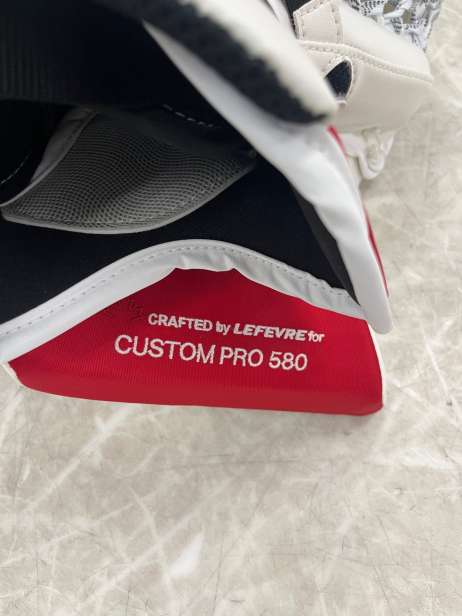 CRAFTED by LEFEVRE for
CUSTOM PRO 580